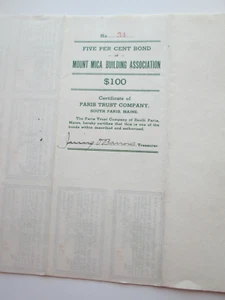 No.
FIVE PER CENT BOND
of
MOUNT MICA BUILDING ASSOCIATION
$100
Certificate of
PARIS TRUST COMPANY,
SOUTH PARIS, MAINE.
The Paris Trust Company of South Paris,
Maine, hereby certifies that this is one of the
bonds within described and authorized.
Treasurer